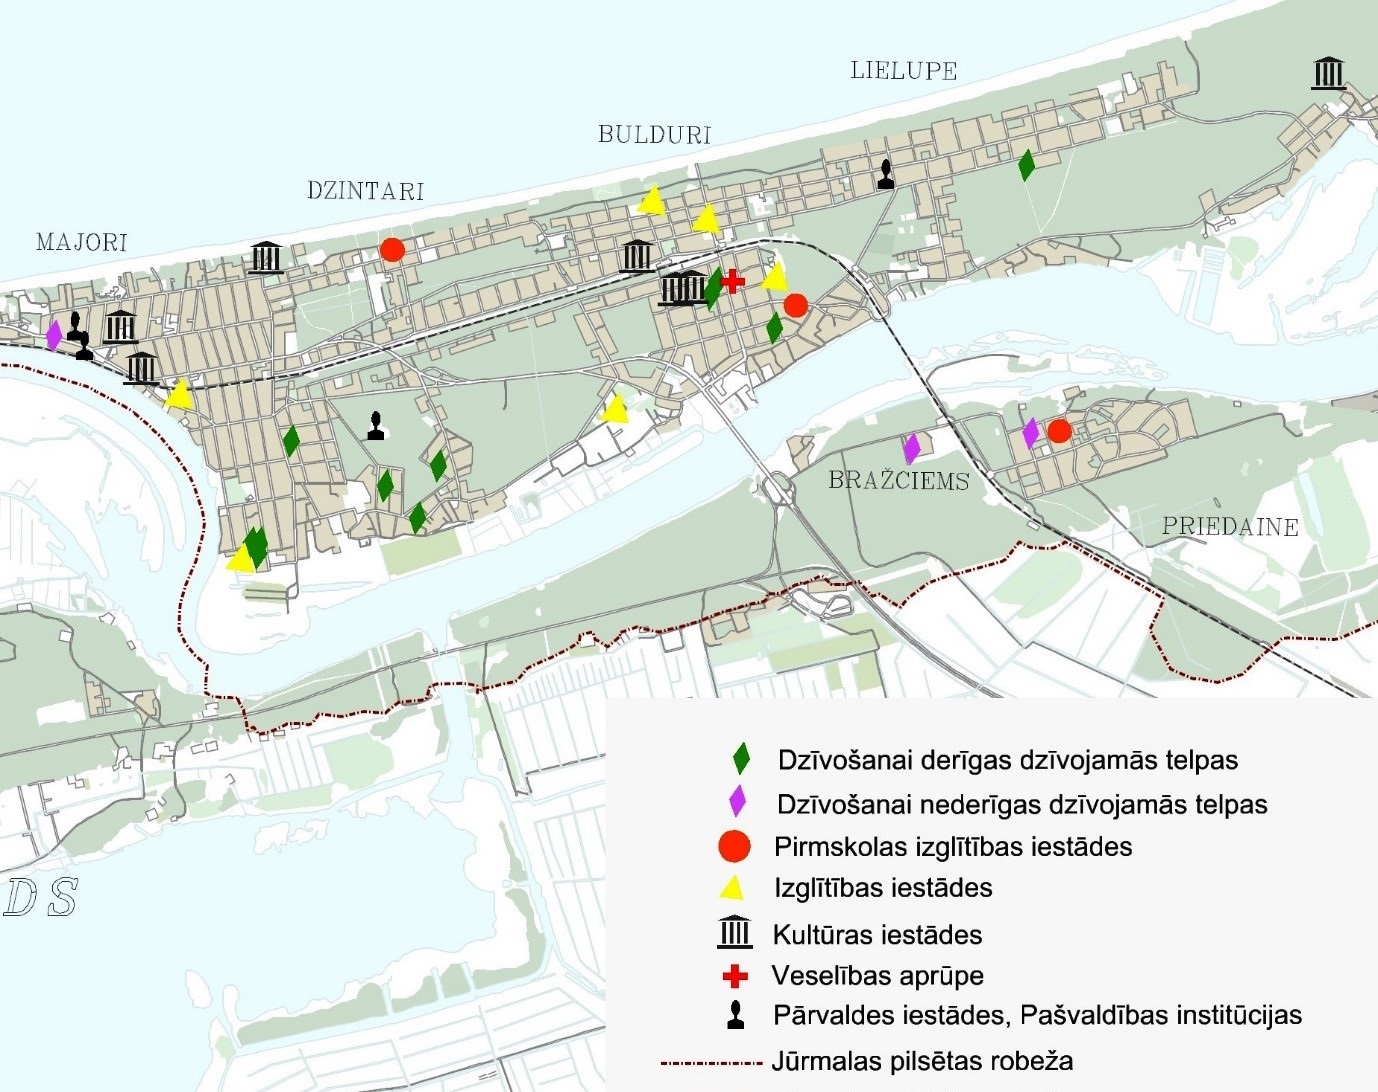 LIELUPE
BULDURI
DZINTARI
MAJORI
BRAŽCIEMS
PRIEDAINE
DS
Dzīvošanai derīgas dzīvojamās telpas
Dzīvošanai nederīgas dzīvojamās telpas
Pirmskolas izglītības iestādes
Izglītības iestādes
Kultūras iestādes
Veselības aprūpe
Pārvaldes iestādes, Pašvaldības institūcijas
Jūrmalas pilsētas robeža